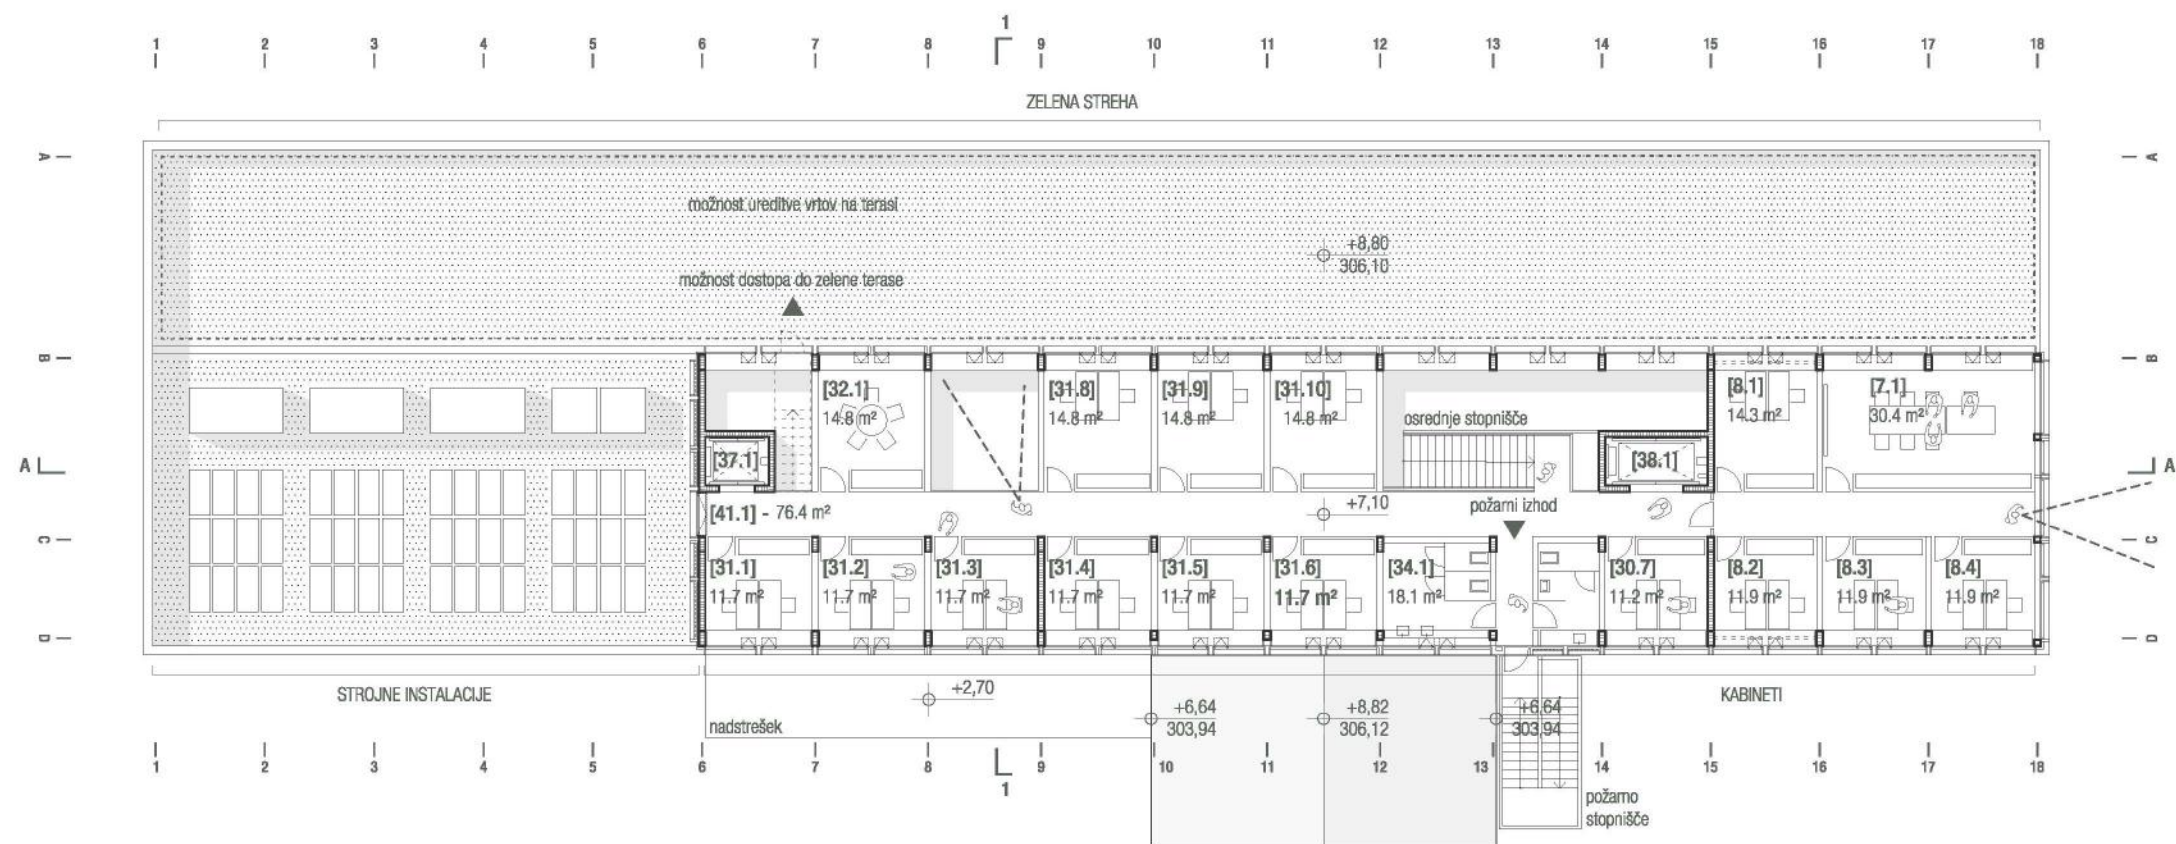 1
1 2 3 4 5 6 7 8 9 10 11 12 13 14 15 16 17 18
ZELENA STREHA
A A
možnost ureditve vrtov na terasi
+8,80
306,10
možnost dostopa do zelene terase
B B
[32.1] [31.8] [31.9] [31.10] [8.1] [7.1]
14.8 m² 14.8 m² 14.8 m² 14.8 m² 14.3 m² 30.4 m²
osrednje stopnišče
A [37.1] [38.1] A
[41.1] - 76.4 m² +7,10 požarni izhod
C C
[31.1] [31.2] [31.3] [31.4] [31.5] [31.6] [34.1] [30.7] [8.2] [8.3] [8.4]
11.7 m² 11.7 m² 11.7 m² 11.7 m² 11.7 m² 11.7 m² 18.1 m² 11.2 m² 11.9 m² 11.9 m² 11.9 m²
D D
STROJNE INSTALACIJE +2,70 KABINETI
+6,64 +8,82 +6,64
nadstrešek 303,94 306,12 303,94
1 2 3 4 5 6 7 8 9 10 11 12 13 14 15 16 17 18
1
požarno
stopnišče